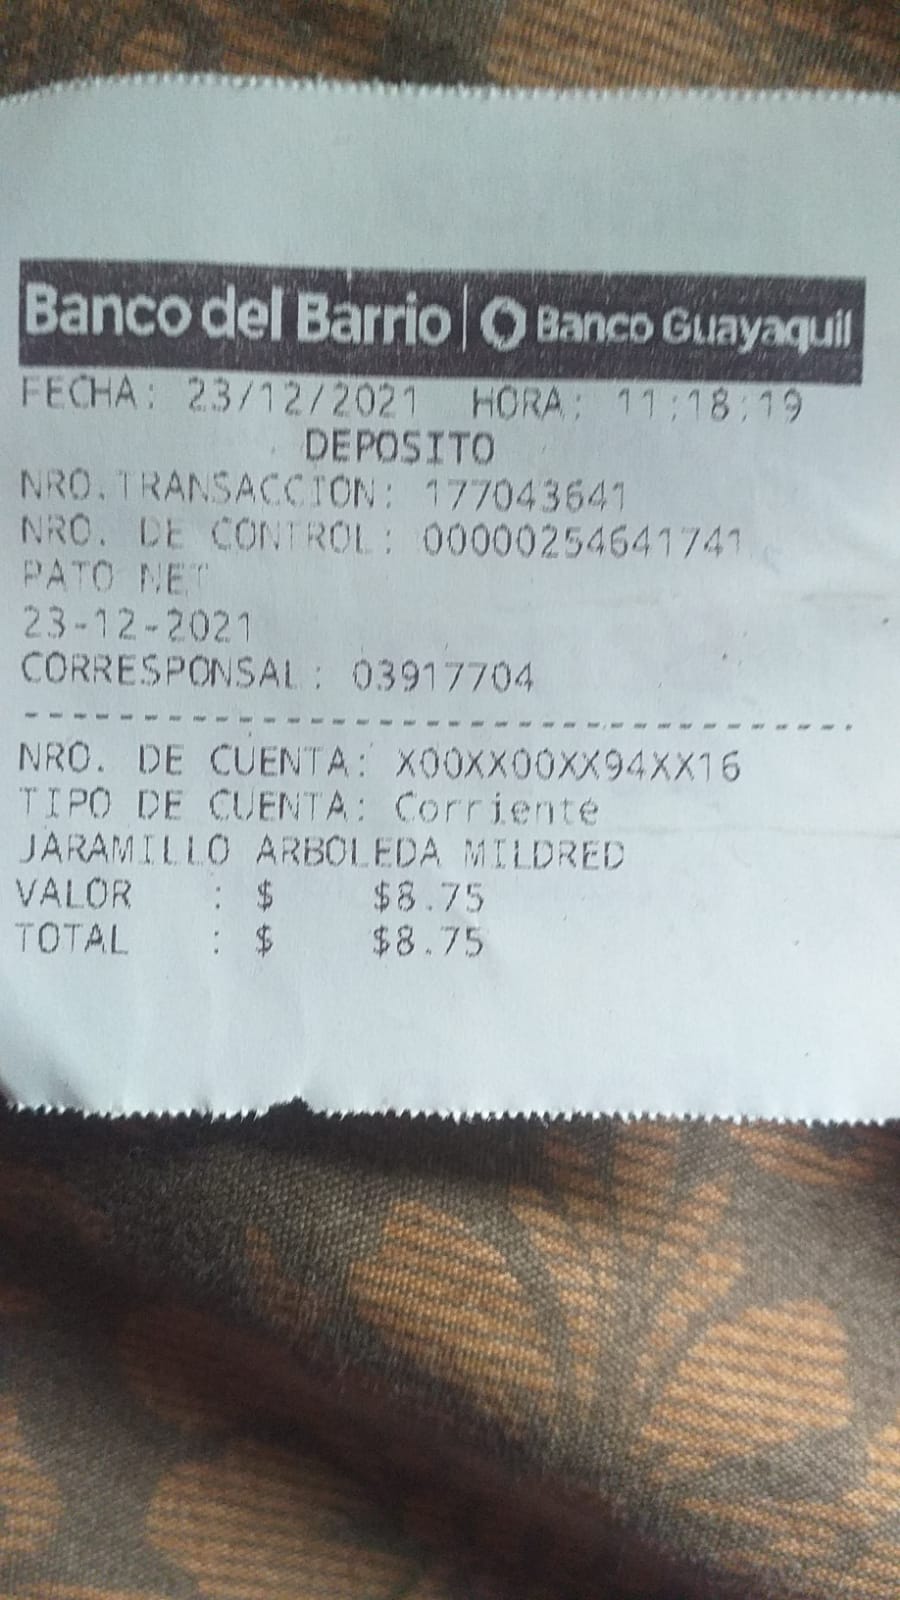 Banco del Barrio | Banco Guayaquil
FECHA: 23/12/2021 HORA: 11:18:19
DEPOSITO
NRO.TRANSACCION: 177043641
NRO. DE CONTROL: 00000254641741
PATO NET
23-12-2021
CORRESPONSAL: 03917704
------------------------------------
NRO. DE CUENTA: X00XX00XX94XX16
TIPO DE CUENTA: Corriente
JARAMILLO ARBOLEDA MILDRED
VALOR : $ $8.75
TOTAL : $ $8.75